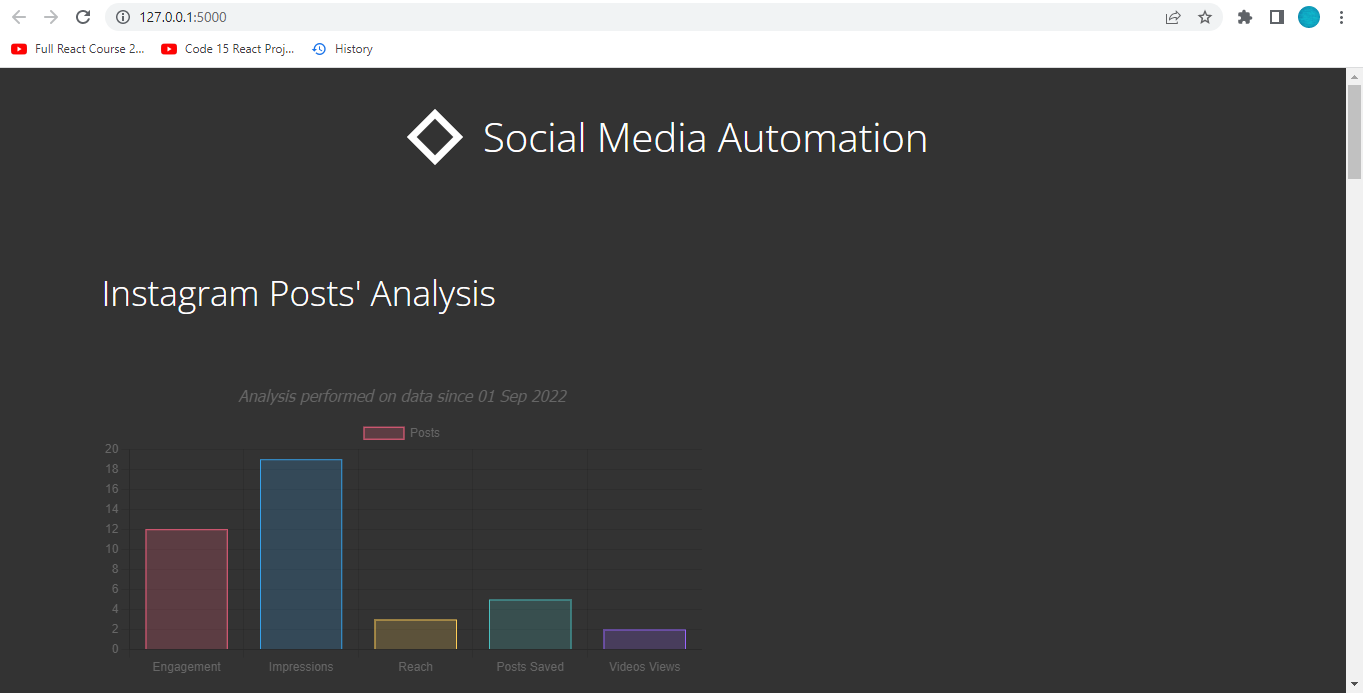 127.0.0.1:5000
Full React Course 2...
Code 15 React Proj...
History
Social Media Automation
Instagram Posts' Analysis
Analysis performed on data since 01 Sep 2022
Posts
20
18
16
14
12
10
8
6
4
2
0
Engagement Impressions Reach Posts Saved Videos Views